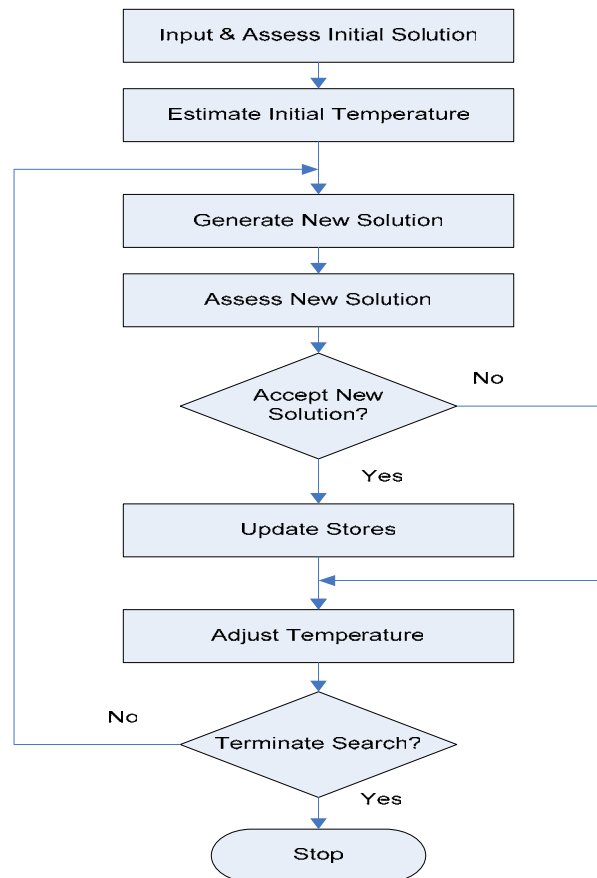 Input & Assess Initial Solution
Estimate Initial Temperature
Generate New Solution
Assess New Solution
Accept New
Solution?
No
Yes
Update Stores
Adjust Temperature
Terminate Search?
No
Yes
Stop